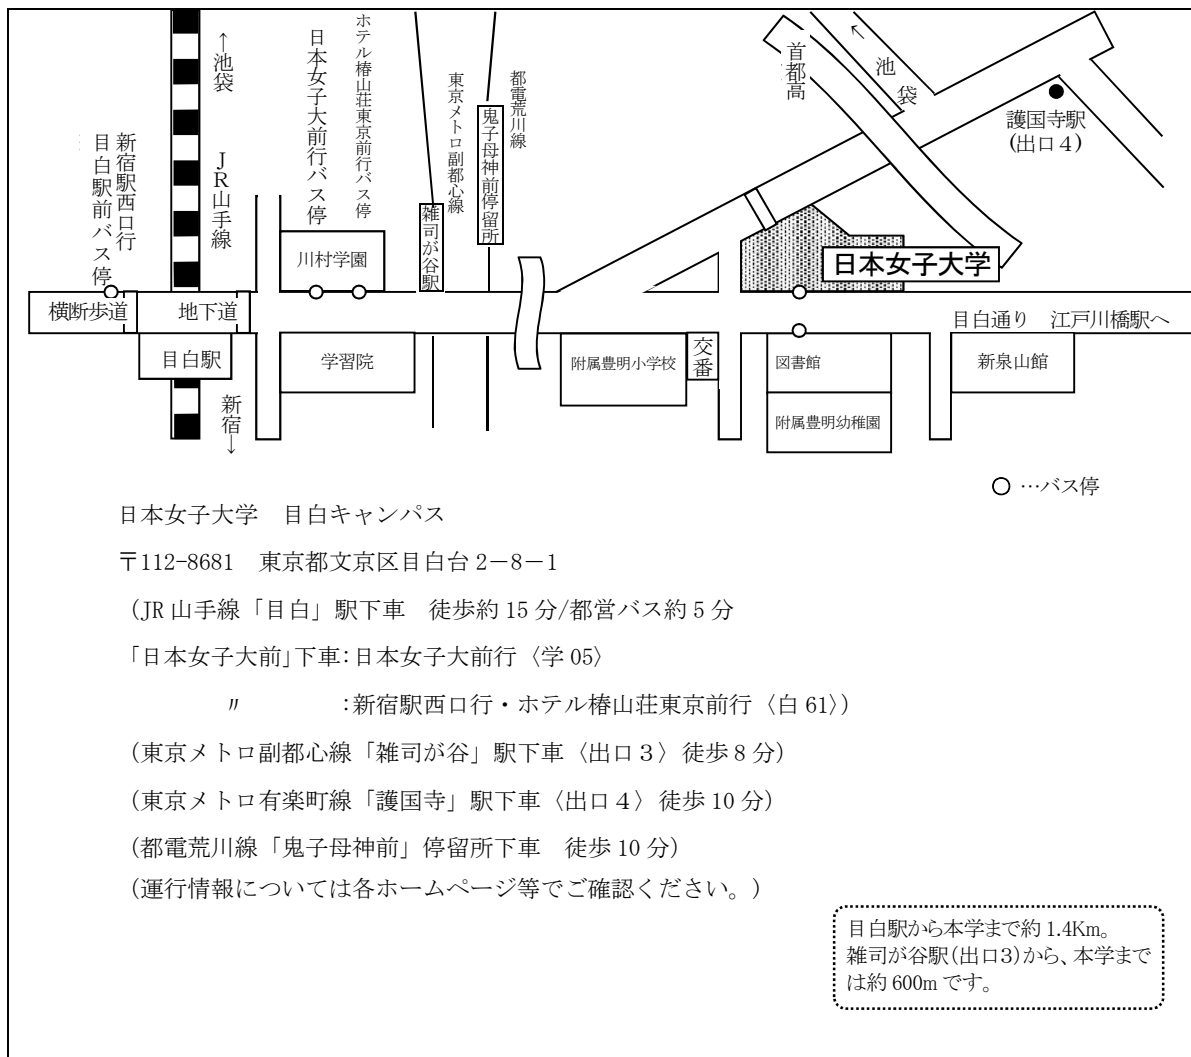 ↑池袋
JR山手線
新宿駅西口行
目白駅前バス停
日本女子大前行バス停
ホテル椿山荘東京前行バス停
東京メトロ副都心線
雑司が谷駅
都電荒川線
鬼子母神前停留所
首都高
←池袋
護国寺駅
(出口4)
川村学園
日本女子大学
横断歩道
地下道
目白通り　江戸川橋駅へ
目白駅
学習院
附属豊明小学校
交番
図書館
新泉山館
附属豊明幼稚園
新宿↓
○…バス停
日本女子大学　目白キャンパス
〒112-8681　東京都文京区目白台2－8－1
(JR山手線「目白」駅下車　徒歩約15分/都営バス約5分
「日本女子大前」下車：日本女子大前行〈学05〉
〃　　　：新宿駅西口行・ホテル椿山荘東京前行〈白61〉)
(東京メトロ副都心線「雑司が谷」駅下車〈出口3〉徒歩8分)
(東京メトロ有楽町線「護国寺」駅下車〈出口4〉徒歩10分)
(都電荒川線「鬼子母神前」停留所下車　徒歩10分)
(運行情報については各ホームページ等でご確認ください。)
目白駅から本学まで約1.4Km。
雑司が谷駅(出口3)から、本学まで
は約600mです。